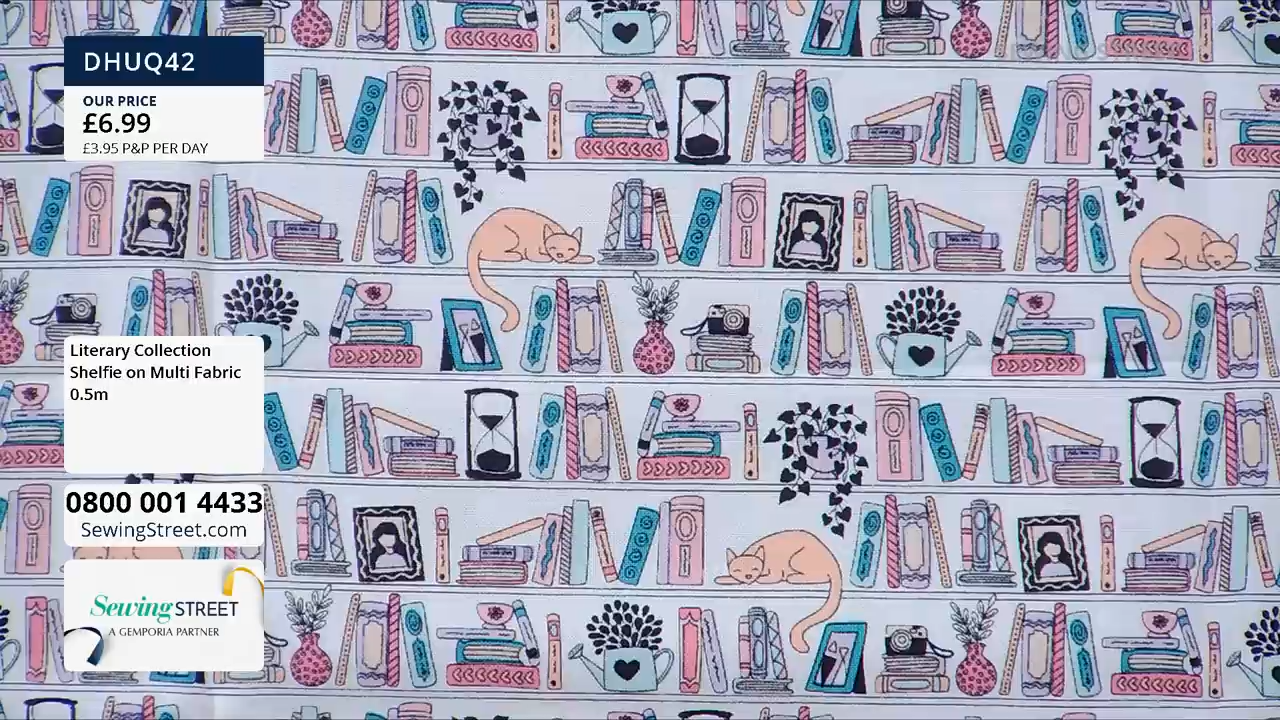 DHUQ42
OUR PRICE
£6.99
£3.95 P&P PER DAY
Literary Collection
Shelfie on Multi Fabric
0.5m
0800 001 4433
SewingStreet.com
Sewing STREET
A GEMPORIA PARTNER